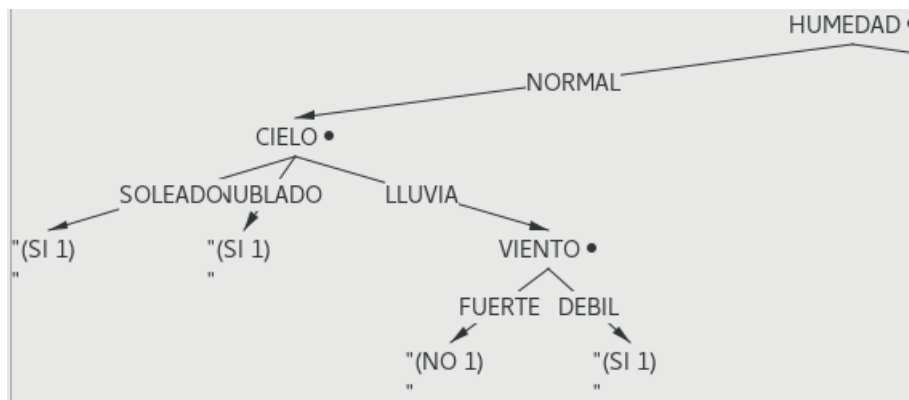 HUMEDAD
NORMAL
CIELO
SOLEADO NUBLADO LLUVIA
"(SI 1) "(SI 1) VIENTO
" "
FUERTE DEBIL
"(NO 1) "(SI 1)
" "